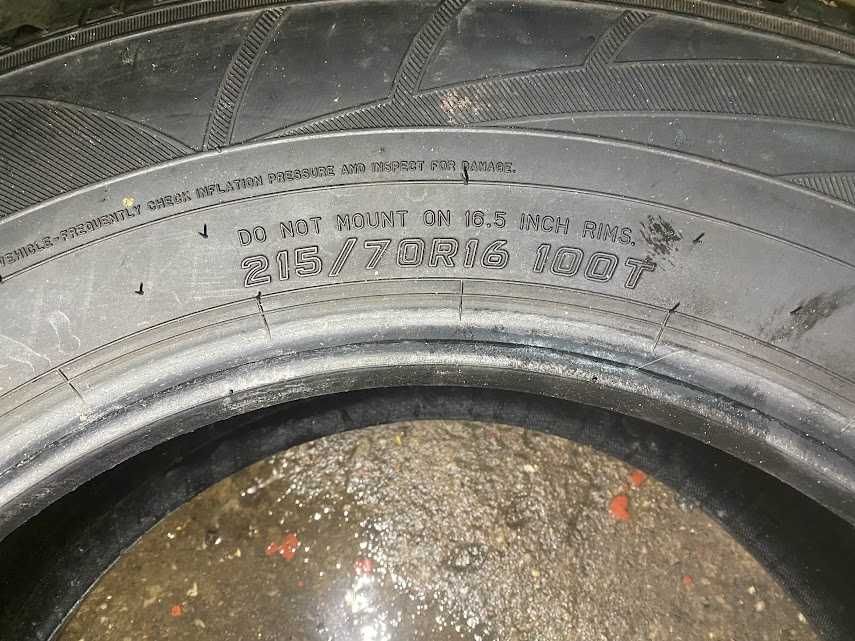 VEHICLE-FREQUENTLY CHECK INFLATION PRESSURE AND INSPECT FOR DAMAGE.
DO NOT MOUNT ON 16.5 INCH RIMS.
215/70R16 100T